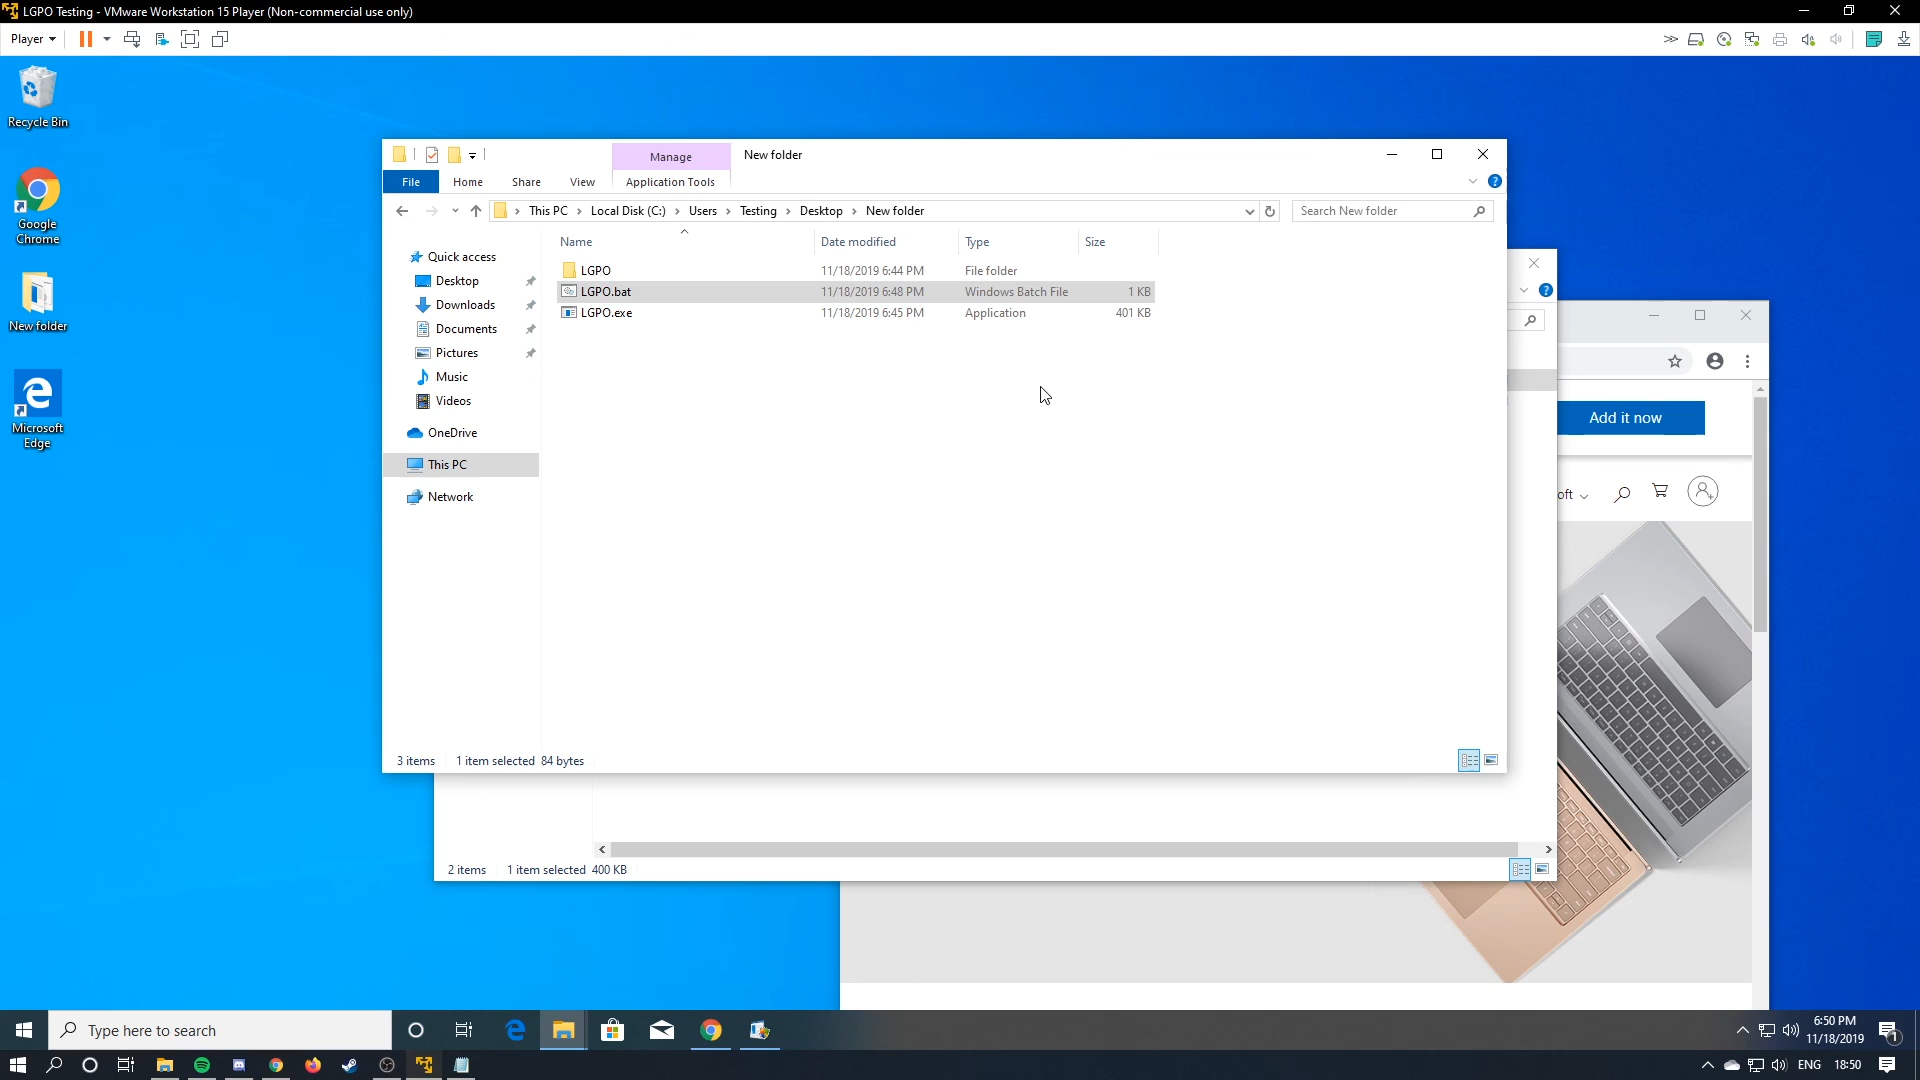 LGPO Testing - VMware Workstation 15 Player (Non-commercial use only)
Player
Recycle Bin
Google
Chrome
New folder
Microsoft
Edge
Manage
New folder
File
Home
Share
View
Application Tools
This PC
Local Disk (C:)
Users
Testing
Desktop
New folder
Search New folder
Name
Date modified
Type
Size
Quick access
Desktop
Downloads
Documents
Pictures
Music
Videos
OneDrive
This PC
Network
LGPO 11/18/2019 6:44 PM File folder
LGPO.bat 11/18/2019 6:48 PM Windows Batch File 1 KB
LGPO.exe 11/18/2019 6:45 PM Application 401 KB
3 items 1 item selected 84 bytes
Add it now
oft
2 items 1 item selected 400 KB
Type here to search
6:50 PM
11/18/2019
1
ENG 18:50